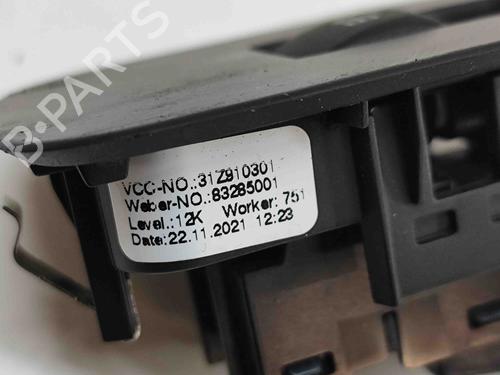 VCC-NO.:31Z910301
Weber-NO.:83285001
Level.:12K Worker: 751
Date:22.11.2021 12:23
B-PARTS